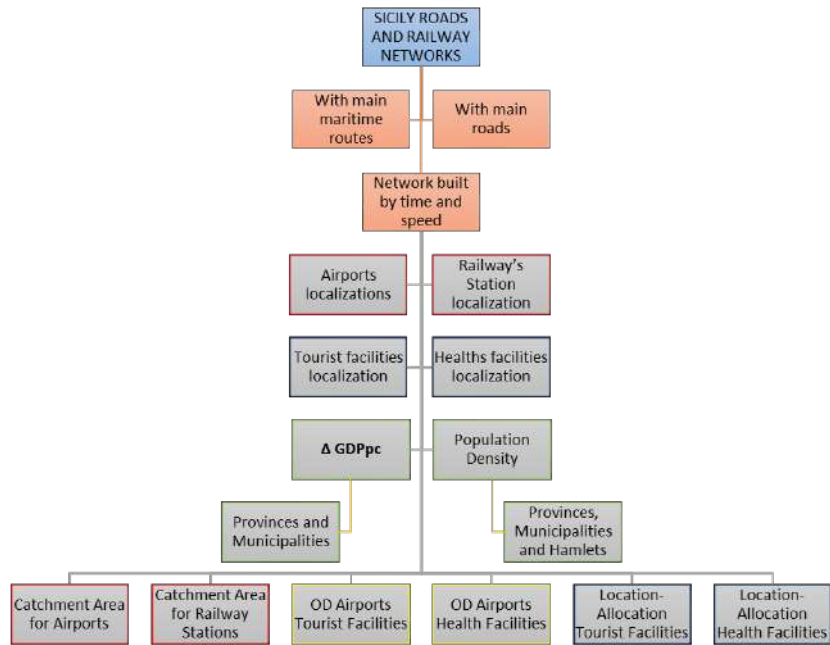 SICILY ROADS
AND RAILWAY
NETWORKS
With main
maritime
routes
With main
roads
Network built
by time and
speed
Airports
localizations
Railway's
Station
localization
Tourist facilities
localization
Healths facilities
localization
Δ GDPpc
Population
Density
Provinces and
Municipalities
Provinces,
Municipalities
and Hamlets
Catchment Area
for Airports
Catchment Area
for Railway
Stations
OD Airports
Tourist Facilities
OD Airports
Health Facilities
Location-
Allocation
Tourist Facilities
Location-
Allocation
Health Facilities